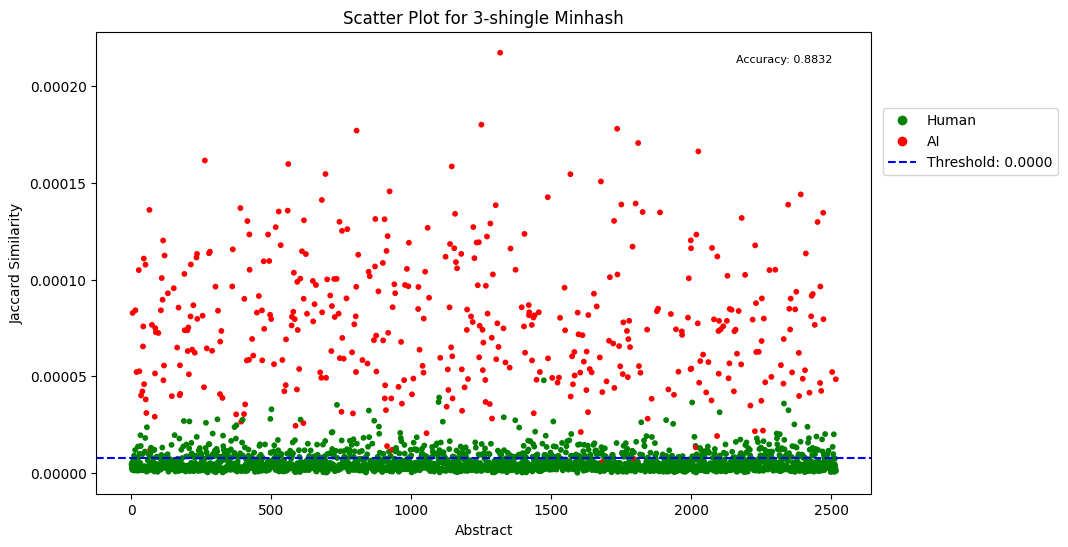 Scatter Plot for 3-shingle Minhash
Accuracy: 0.8832
Human
AI
Threshold: 0.0000
Jaccard Similarity
0.00020
0.00015
0.00010
0.00005
0.00000
0 500 1000 1500 2000 2500
Abstract